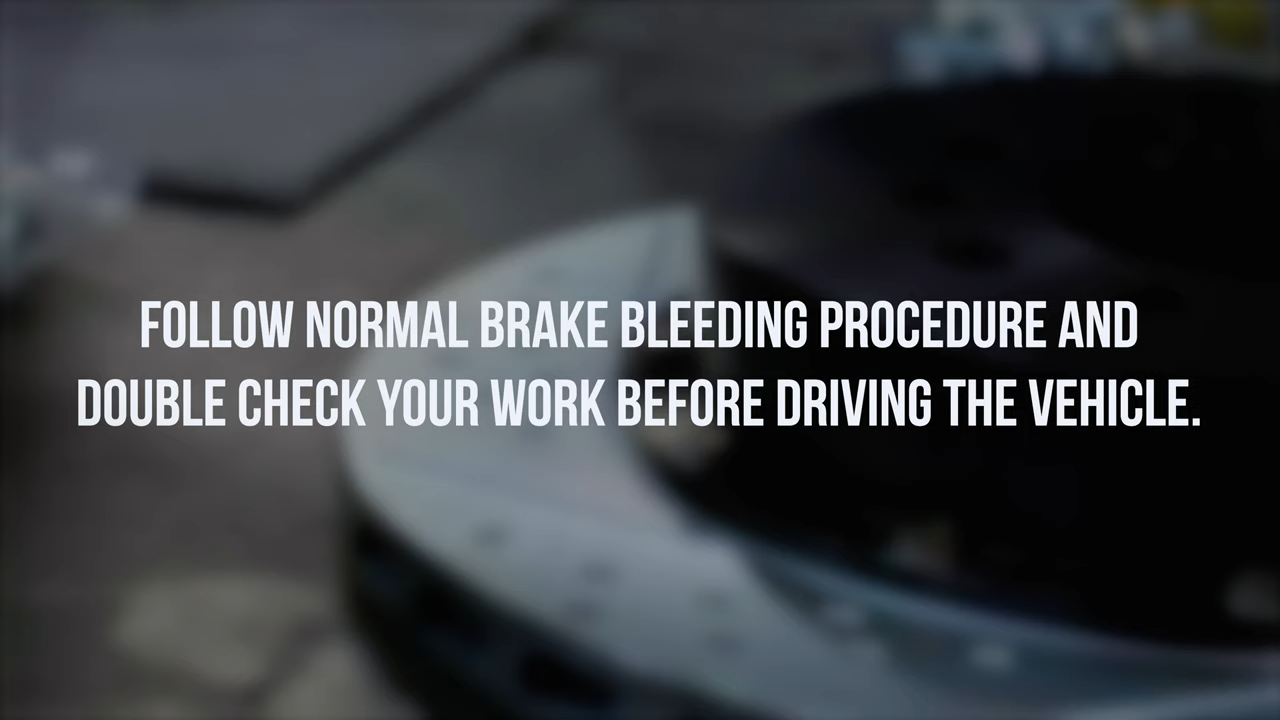 FOLLOW NORMAL BRAKE BLEEDING PROCEDURE AND
DOUBLE CHECK YOUR WORK BEFORE DRIVING THE VEHICLE.